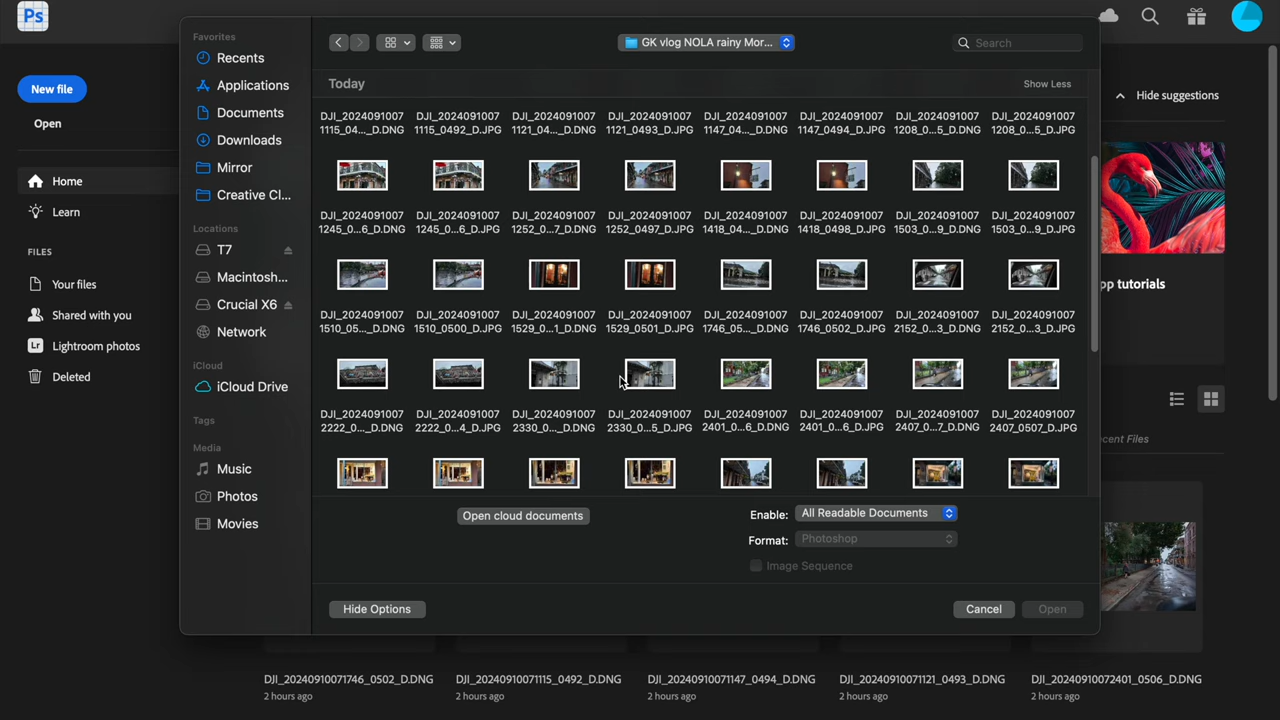 Ps
Favorites
Recents
Applications
Documents
Downloads
Mirror
Creative Cl...
Locations
T7
Macintosh...
Crucial X6
Network
iCloud
iCloud Drive
Tags
Media
Music
Photos
Movies
New file
Open
Home
Learn
FILES
Your files
Shared with you
Lr Lightroom photos
Deleted
GK vlog NOLA rainy Mor...
Search
Today
Show Less
DJI_2024091007 DJI_2024091007 DJI_2024091007 DJI_2024091007 DJI_2024091007 DJI_2024091007 DJI_2024091007 DJI_2024091007
1115_04..._D.DNG 1115_0492_D.JPG 1121_04..._D.DNG 1121_0493_D.JPG 1147_04..._D.DNG 1147_0494_D.JPG 1208_0...5_D.DNG 1208_0...5_D.JPG
DJI_2024091007 DJI_2024091007 DJI_2024091007 DJI_2024091007 DJI_2024091007 DJI_2024091007 DJI_2024091007 DJI_2024091007
1245_0...6_D.DNG 1245_0...6_D.JPG 1252_0...7_D.DNG 1252_0497_D.JPG 1418_04..._D.DNG 1418_0498_D.JPG 1503_0...9_D.DNG 1503_0...9_D.JPG
DJI_2024091007 DJI_2024091007 DJI_2024091007 DJI_2024091007 DJI_2024091007 DJI_2024091007 DJI_2024091007 DJI_2024091007
1510_05..._D.DNG 1510_0500_D.JPG 1529_0...1_D.DNG 1529_0501_D.JPG 1746_05..._D.DNG 1746_0502_D.JPG 2152_0...3_D.DNG 2152_0...3_D.JPG
DJI_2024091007 DJI_2024091007 DJI_2024091007 DJI_2024091007 DJI_2024091007 DJI_2024091007 DJI_2024091007 DJI_2024091007
2222_0..._D.DNG 2222_0...4_D.JPG 2330_0..._D.DNG 2330_0...5_D.JPG 2401_0...6_D.DNG 2401_0...6_D.JPG 2407_0...7_D.DNG 2407_0507_D.JPG
Open cloud documents
Enable: All Readable Documents
Format: Photoshop
Image Sequence
Hide Options
Cancel
Open
Hide suggestions
pp tutorials
ecent Files
DJI_20240910071746_0502_D.DNG DJI_20240910071115_0492_D.DNG DJI_20240910071147_0494_D.DNG DJI_20240910071121_0493_D.DNG DJI_20240910072401_0506_D.DNG
2 hours ago 2 hours ago 2 hours ago 2 hours ago 2 hours ago